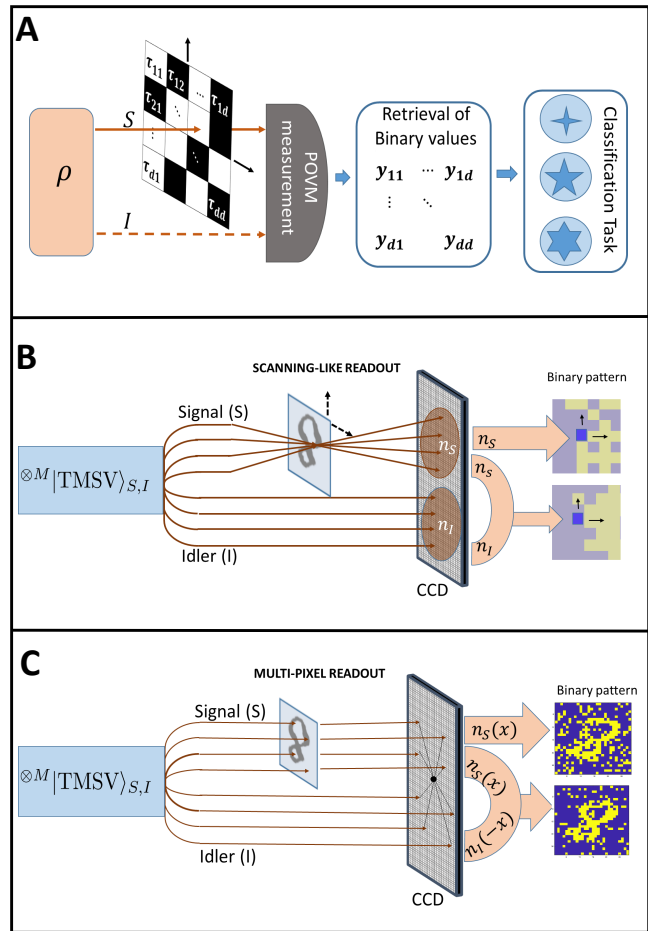 A
τ₁₁ τ₁₂ ... τ₁d
τ₂₁ ⋱
⋮ ⋱
τd₁ τdd
ρ
S
I
POVM
measurement
Retrieval of
Binary values
y₁₁ ⋯ y₁d
⋮ ⋱
yd₁ ydd
Classification Task
B
SCANNING-LIKE READOUT
Binary pattern
Signal (S)
⊗M|TMSV⟩S,I
Idler (I)
nS
nI
CCD
nS
nS
nI
C
MULTI-PIXEL READOUT
Binary pattern
Signal (S)
⊗M|TMSV⟩S,I
Idler (I)
CCD
nS(x)
nS(x)
nI(−x)